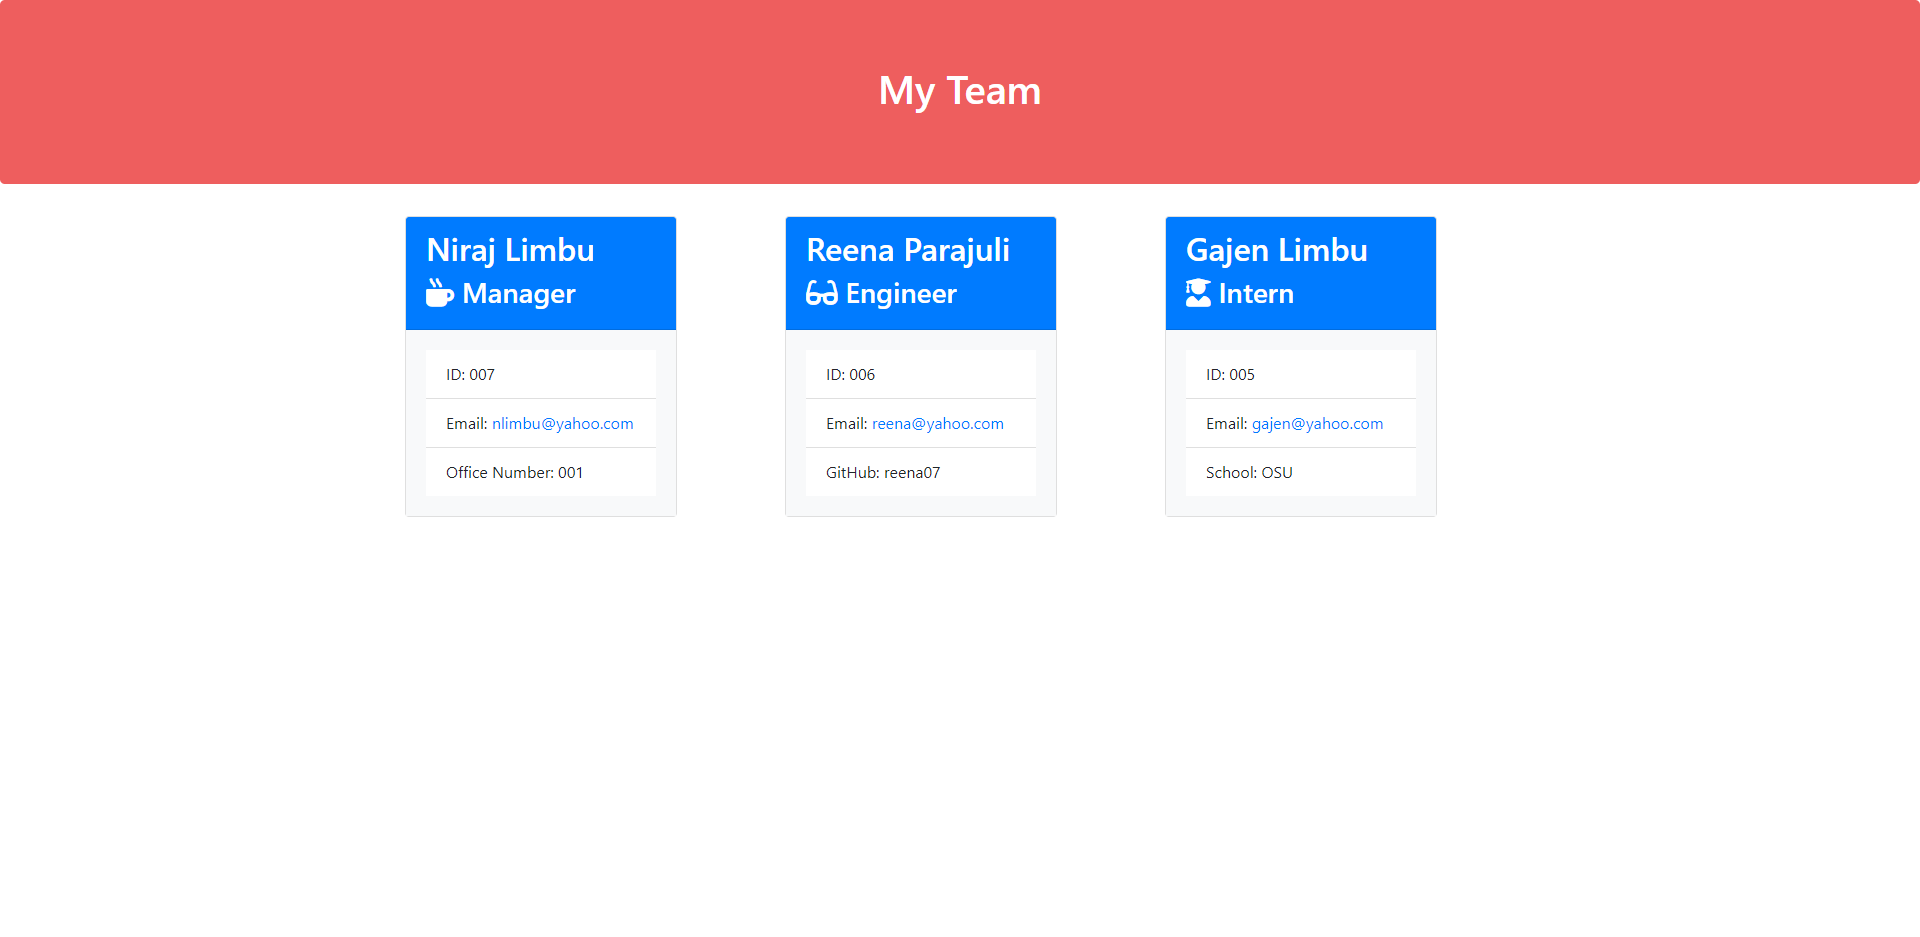 My Team
Niraj Limbu
Manager
ID: 007
Email: nlimbu@yahoo.com
Office Number: 001
Reena Parajuli
Engineer
ID: 006
Email: reena@yahoo.com
GitHub: reena07
Gajen Limbu
Intern
ID: 005
Email: gajen@yahoo.com
School: OSU